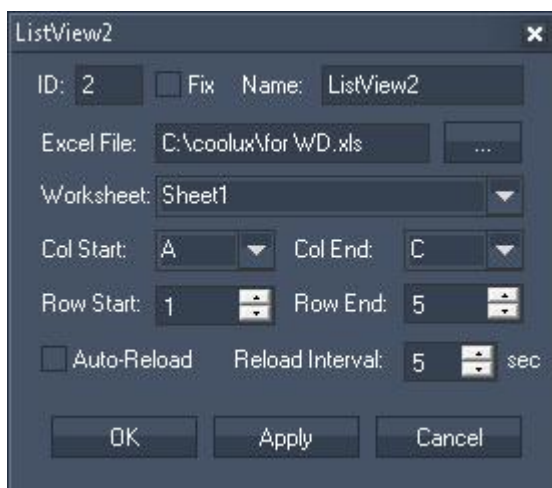 ListView2
ID: 2 Fix Name: ListView2
Excel File: C:\coolux\for WD.xls ...
Worksheet: Sheet1
Col Start: A Col End: C
Row Start: 1 Row End: 5
Auto-Reload Reload Interval: 5 sec
OK Apply Cancel